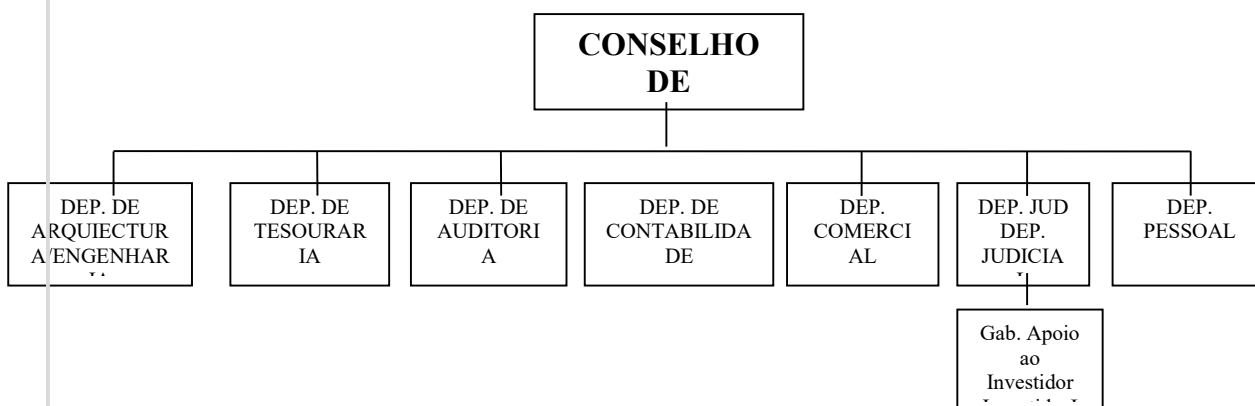 CONSELHO
DE
DEP. DE
ARQUIECTUR
A/ENGENHAR
IA
DEP. DE
TESOURAR
IA
DEP. DE
AUDITORI
A
DEP. DE
CONTABILIDA
DE
DEP.
COMERCI
AL
DEP. JUD
DEP.
JUDICIA
L
DEP.
PESSOAL
Gab. Apoio
ao
Investidor